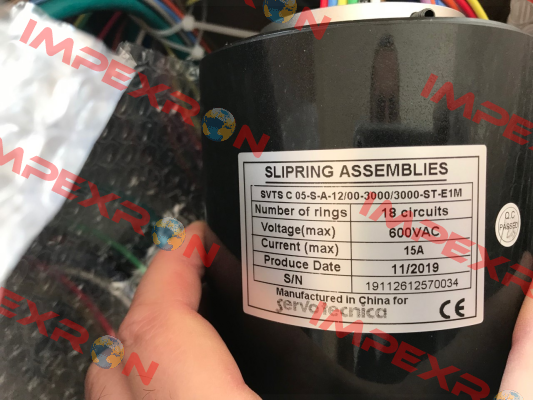 SLIPRING ASSEMBLIES
SVTS C 05-S-A-12/00-3000/3000-ST-E1M
Number of rings 18 circuits
Voltage(max) 600VAC
Current (max) 15A
Produce Date 11/2019
S/N 19112612570034
Manufactured in China for
servotecnica
CE
Q.C
PASSED
IMPEXRON
IMPEXRON
IMPEXRON
IMPEXRON
IMPEXRON
IMPEXRON